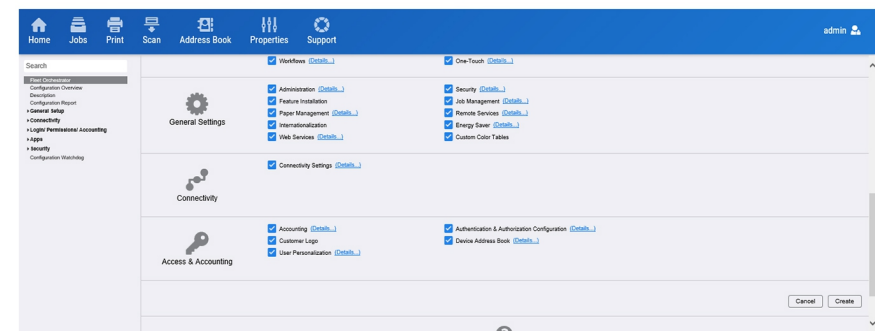 Home Jobs Print Scan Address Book Properties Support admin
Search
Fleet Orchestrator
Configuration Overview
Description
Configuration Report
General Setup
Connectivity
Login/ Permissions/ Accounting
Apps
Security
Configuration Watchdog
Workflows (Details...) One-Touch (Details...)
General Settings
Administration (Details...) Security (Details...)
Feature Installation Job Management (Details...)
Paper Management (Details...) Remote Services (Details...)
Internationalization Energy Saver (Details...)
Web Services (Details...) Custom Color Tables
Connectivity
Connectivity Settings (Details...)
Access & Accounting
Accounting (Details...) Authentication & Authorization Configuration (Details...)
Customer Logo Device Address Book (Details...)
User Personalization (Details...)
Cancel Create